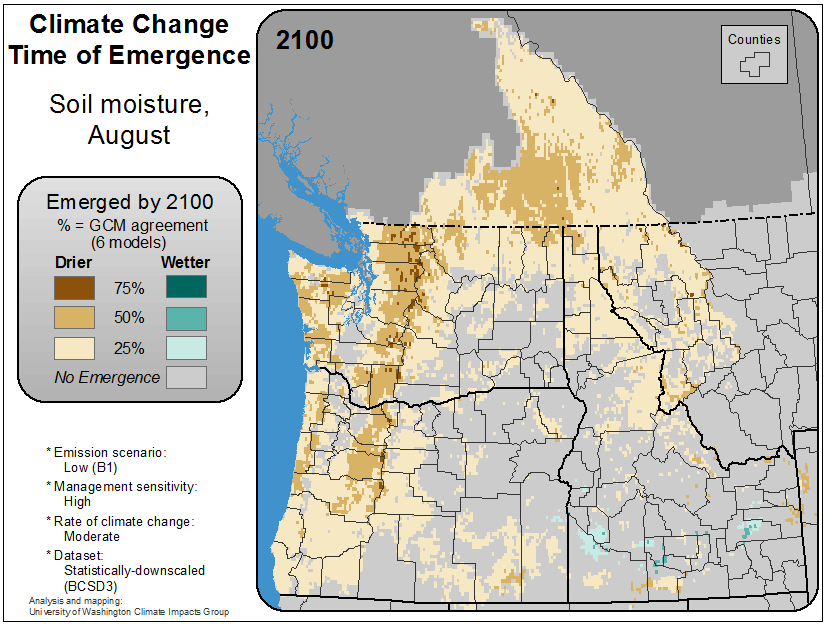 Climate Change
Time of Emergence
Soil moisture,
August
Emerged by 2100
% = GCM agreement
(6 models)
Drier Wetter
75%
50%
25%
No Emergence
* Emission scenario:
Low (B1)
* Management sensitivity:
High
* Rate of climate change:
Moderate
* Dataset:
Statistically-downscaled
(BCSD3)
Analysis and mapping:
University of Washington Climate Impacts Group
2100
Counties